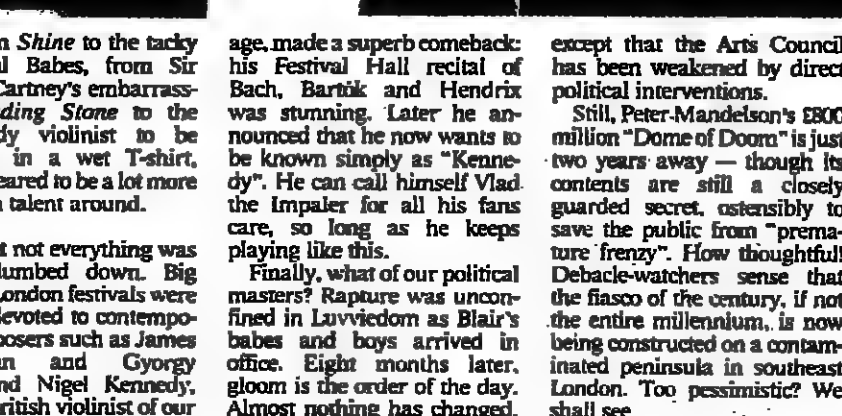 n Shine to the tacky
l Babes, from Sir
Cartney's embarrass-
ding Stone to the
dy violinist to be
in a wet T-shirt,
eared to be a lot more
n talent around.
t not everything was
lumbed down. Big
London festivals were
devoted to contempo-
posers such as James
n and Gyorgy
nd Nigel Kennedy,
ritish violinist of our
age, made a superb comeback:
his Festival Hall recital of
Bach, Bartók and Hendrix
was stunning. Later he an-
nounced that he now wants to
be known simply as "Kenne-
dy". He can call himself Vlad
the Impaler for all his fans
care, so long as he keeps
playing like this.
Finally, what of our political
masters? Rapture was uncon-
fined in Luvviedom as Blair's
babes and boys arrived in
office. Eight months later,
gloom is the order of the day.
Almost nothing has changed,
except that the Arts Council
has been weakened by direct
political interventions.
Still, Peter Mandelson's £800
million "Dome of Doom" is just
two years away — though its
contents are still a closely
guarded secret, ostensibly to
save the public from "prema-
ture frenzy". How thoughtful!
Debacle-watchers sense that
the fiasco of the century, if not
the entire millennium, is now
being constructed on a contam-
inated peninsula in southeast
London. Too pessimistic? We
shall see